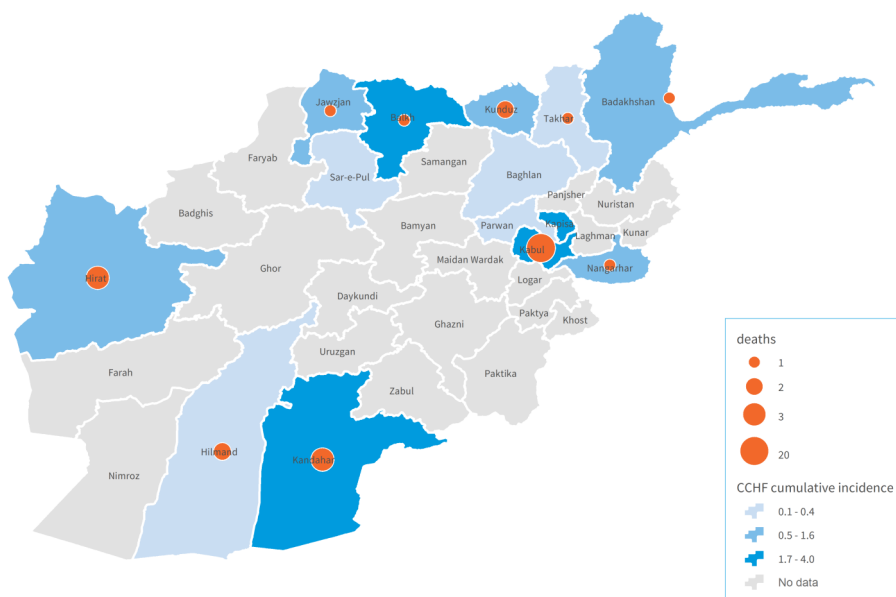 Jawzjan
Balkh
Kunduz
Takhar
Badakhshan
Faryab
Samangan
Sar-e-Pul
Baghlan
Panjsher
Nuristan
Badghis
Bamyan
Parwan
Kapisa
Laghman
Kunar
Kabul
Maidan Wardak
Ghor
Nangarhar
Hirat
Logar
Daykundi
Paktya
Khost
Ghazni
Uruzgan
Farah
Zabul
Paktika
Hilmand
Kandahar
Nimroz
deaths
1
2
3
20
CCHF cumulative incidence
0.1 - 0.4
0.5 - 1.6
1.7 - 4.0
No data